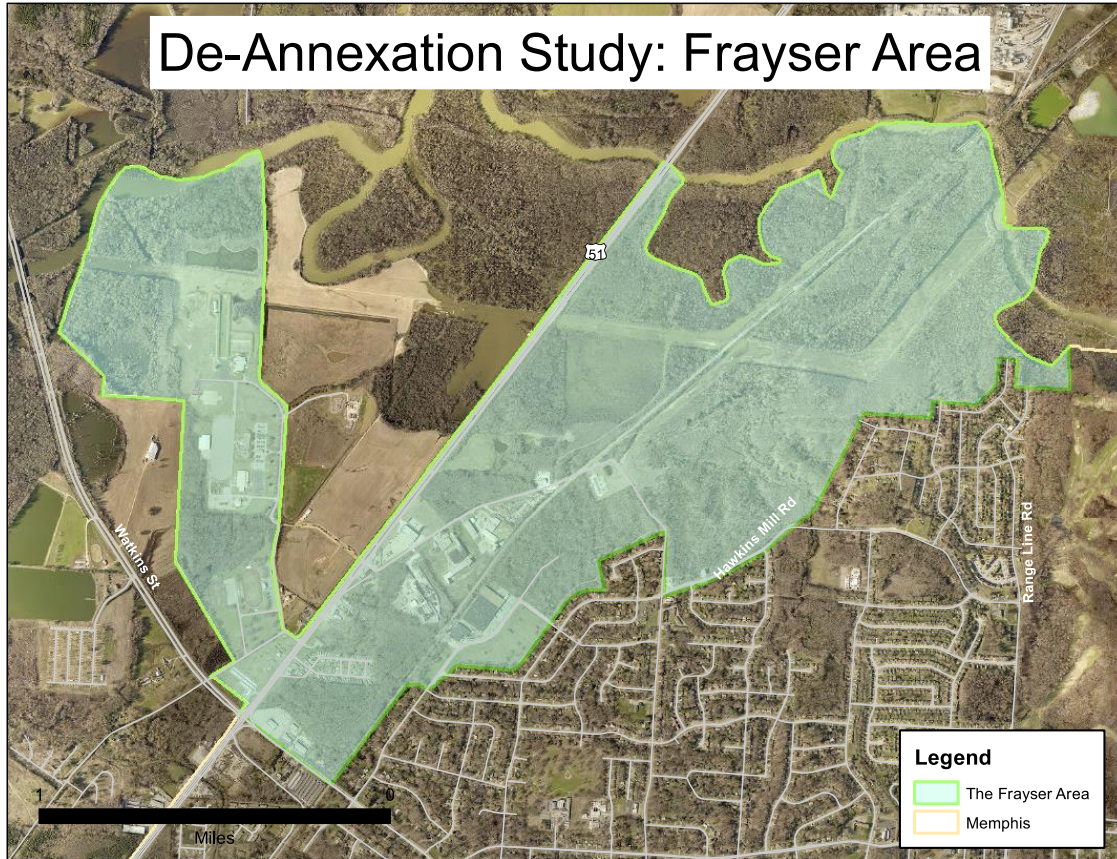 De-Annexation Study: Frayser Area
51
Watkins St
Hawkins Mill Rd
Range Line Rd
Legend
The Frayser Area
Memphis
1 0
Miles